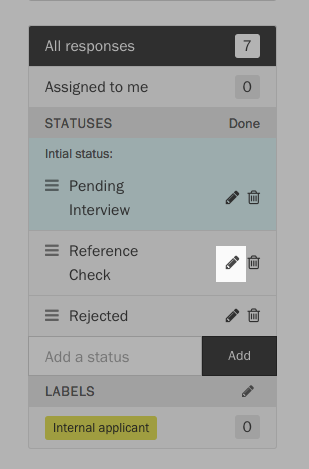 All responses 7
Assigned to me 0
STATUSES Done
Intial status:
Pending
Interview
Reference
Check
Rejected
Add a status Add
LABELS
Internal applicant 0